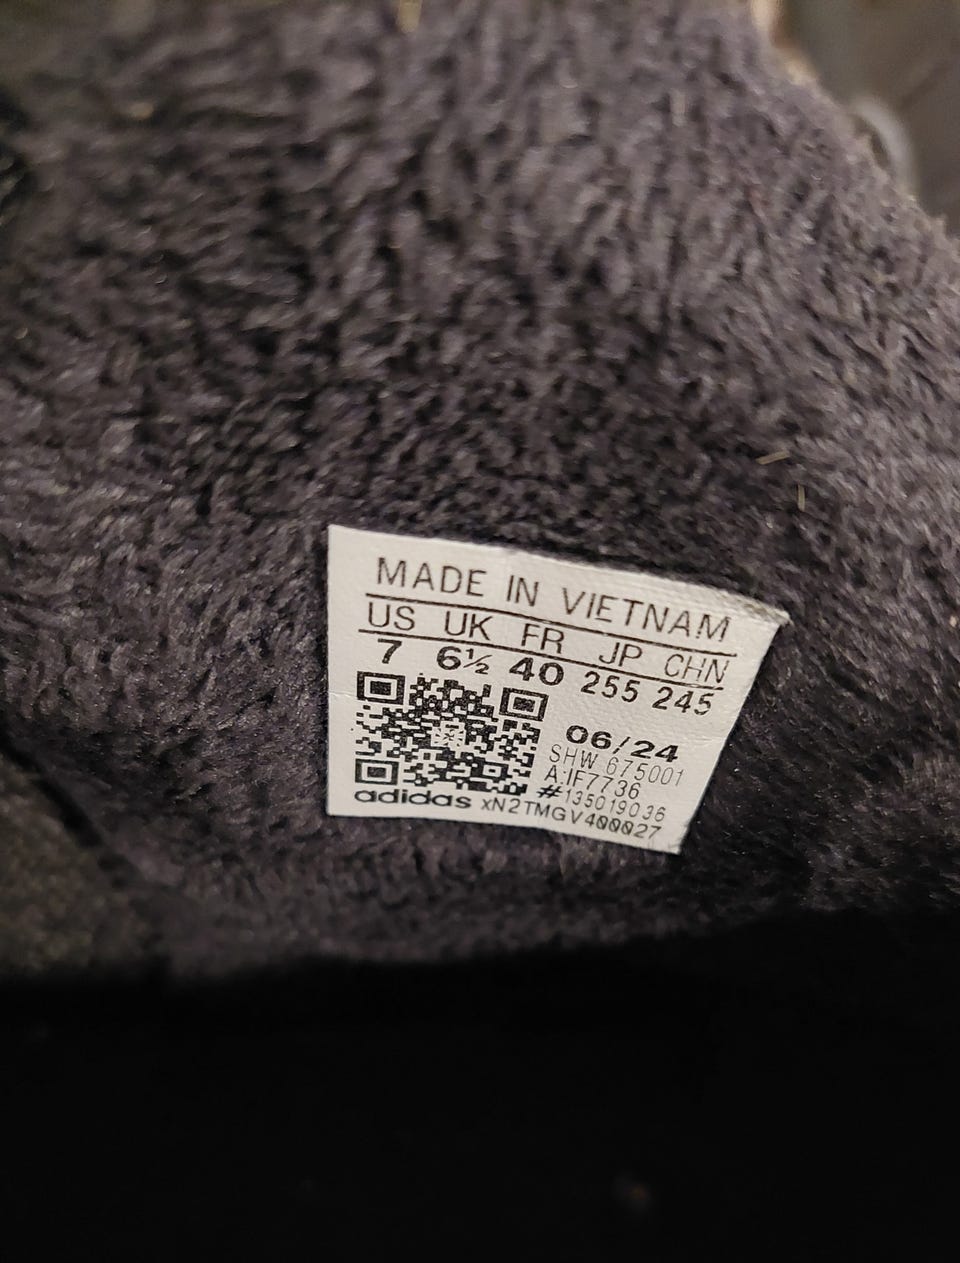 MADE IN VIETNAM
US UK FR JP CHN
7 6½ 40 255 245
06/24
SHW 675001
A:IF7736
#135019036
adidas xN2TMGV400027